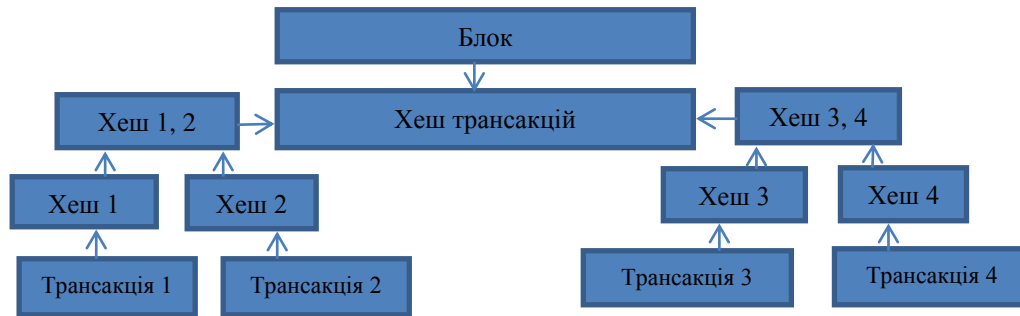 Блок
Хеш 1, 2
Хеш трансакцій
Хеш 3, 4
Хеш 1
Хеш 2
Хеш 3
Хеш 4
Трансакція 1
Трансакція 2
Трансакція 3
Трансакція 4